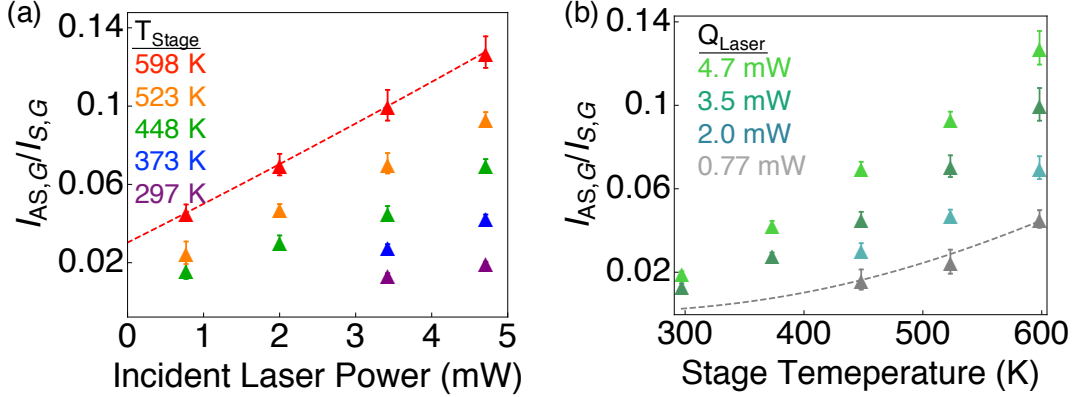 (a)
I_AS,G/I_S,G
0.14
0.1
0.06
0.02
T_Stage
598 K
523 K
448 K
373 K
297 K
0 1 2 3 4 5
Incident Laser Power (mW)
(b)
I_AS,G/I_S,G
0.14
0.1
0.06
0.02
Q_Laser
4.7 mW
3.5 mW
2.0 mW
0.77 mW
300 400 500 600
Stage Temeperature (K)